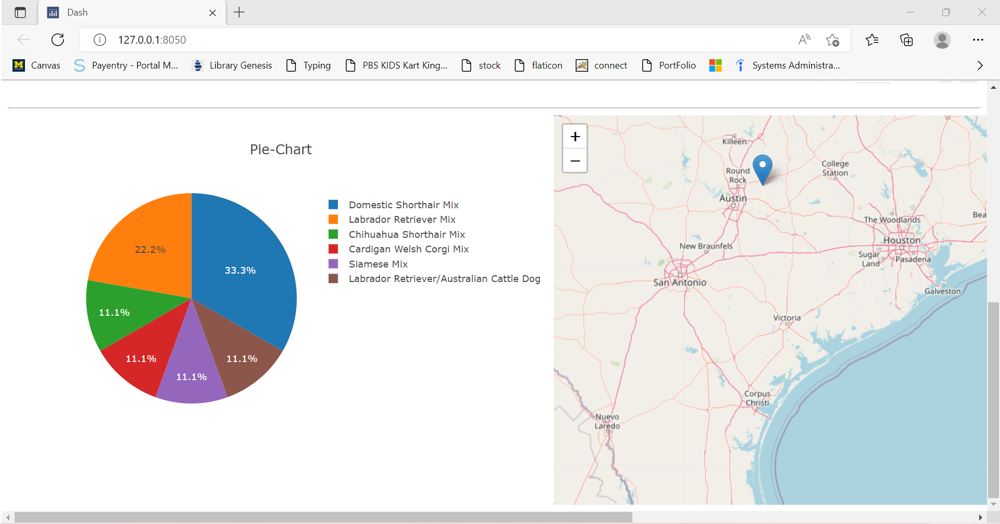 Dash
127.0.0.1:8050
Canvas
Payentry - Portal M...
Library Genesis
Typing
PBS KIDS Kart King...
stock
flaticon
connect
PortFolio
Systems Administra...
Pie-Chart
33.3%
22.2%
11.1%
11.1%
11.1%
11.1%
Domestic Shorthair Mix
Labrador Retriever Mix
Chihuahua Shorthair Mix
Cardigan Welsh Corgi Mix
Siamese Mix
Labrador Retriever/Australian Cattle Dog
+
−
Killeen
Round
Rock
College
Station
Austin
The Woodlands
Bea
Houston
New Braunfels
Sugar
Land
Pasadena
San Antonio
Galveston
Victoria
Corpus
Christi
Nuevo
Laredo